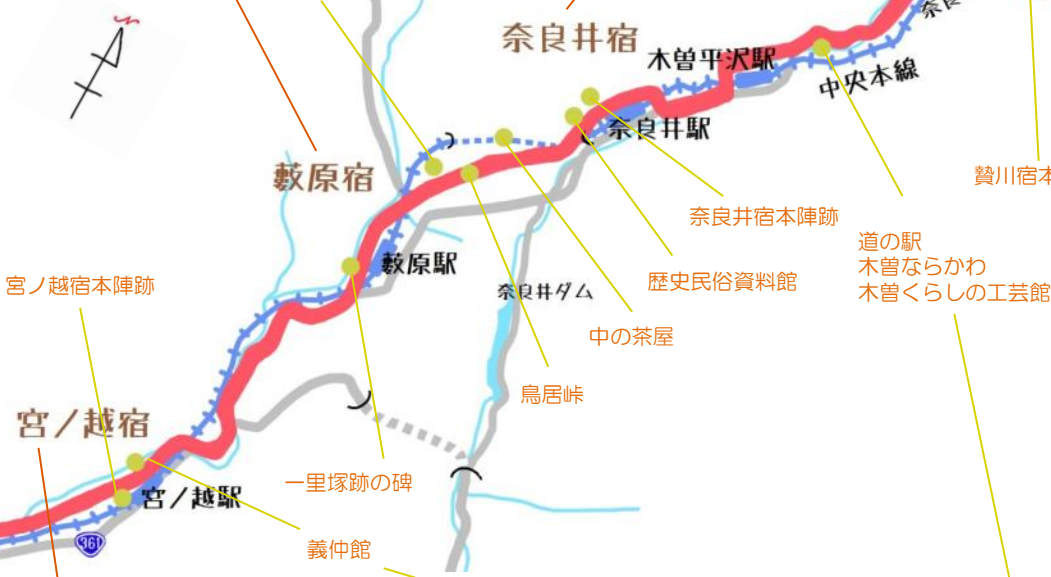 奈良
奈良井宿
木曽平沢駅
中央本線
奈良井駅
藪原宿
贄川宿本
奈良井宿本陣跡
道の駅
木曽ならかわ
木曽くらしの工芸館
藪原駅
歴史民俗資料館
宮ノ越宿本陣跡
奈良井ダム
中の茶屋
鳥居峠
宮ノ越宿
一里塚跡の碑
宮ノ越駅
361
義仲館